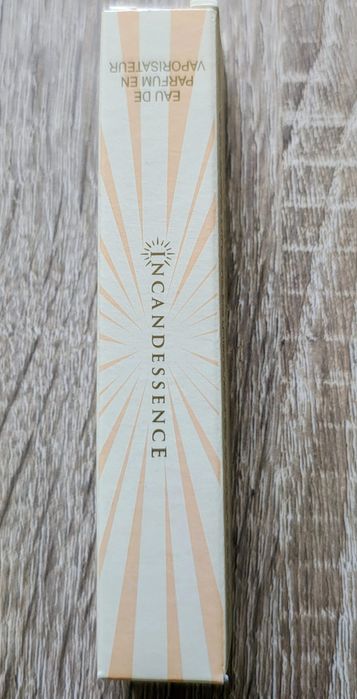 EAU DE
PARFUM EN
VAPORISATEUR
INCANDESSENCE